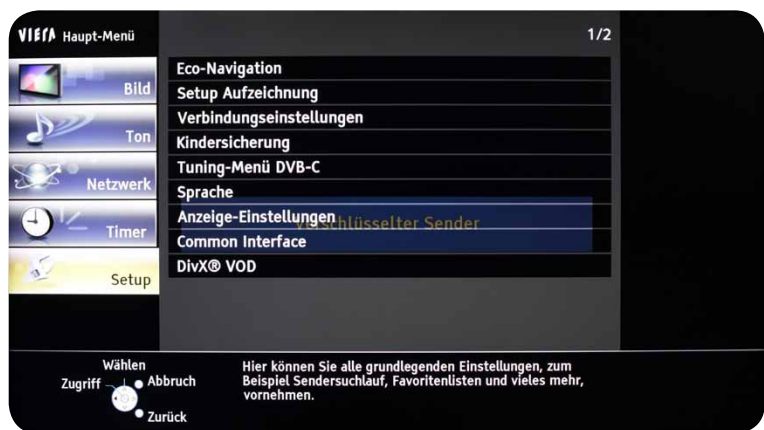 VIErA Haupt-Menü
1/2
Bild
Ton
Netzwerk
Timer
Setup
Eco-Navigation
Setup Aufzeichnung
Verbindungseinstellungen
Kindersicherung
Tuning-Menü DVB-C
Sprache
Anzeige-Einstellungen
Verschlüsselter Sender
Common Interface
DivX® VOD
Wählen
Zugriff
Abbruch
Zurück
Hier können Sie alle grundlegenden Einstellungen, zum
Beispiel Sendersuchlauf, Favoritenlisten und vieles mehr,
vornehmen.